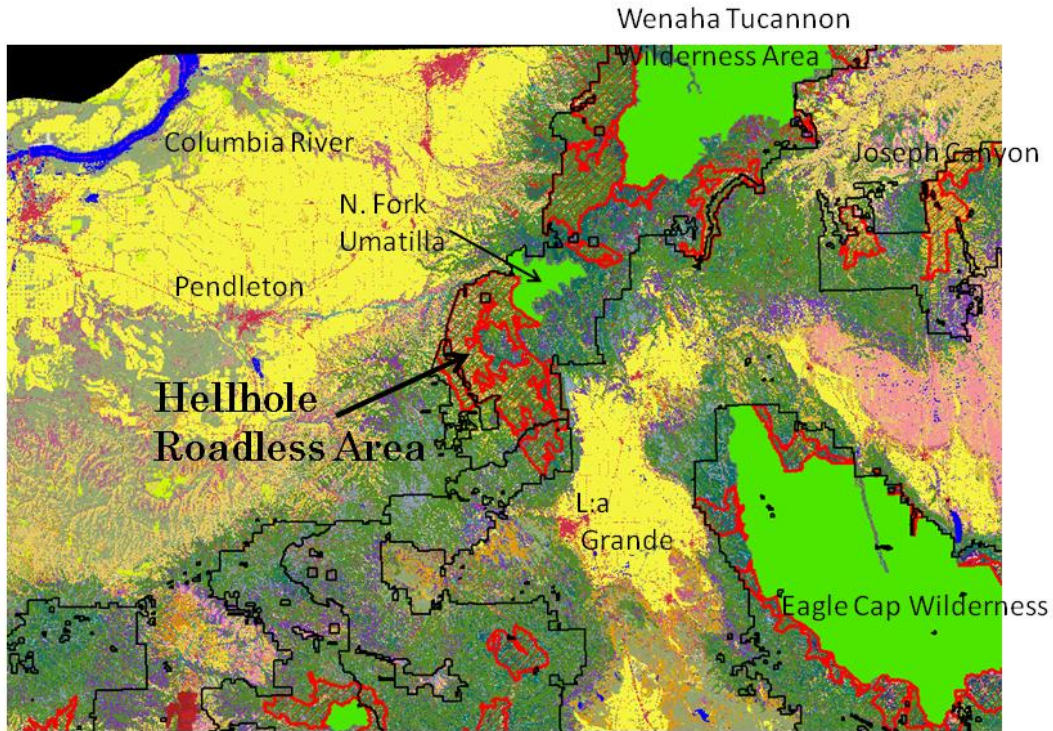 Wenaha Tucannon
Wilderness Area
Columbia River
Joseph Canyon
N. Fork
Umatilla
Pendleton
Hellhole
Roadless Area
L:a
Grande
Eagle Cap Wilderness